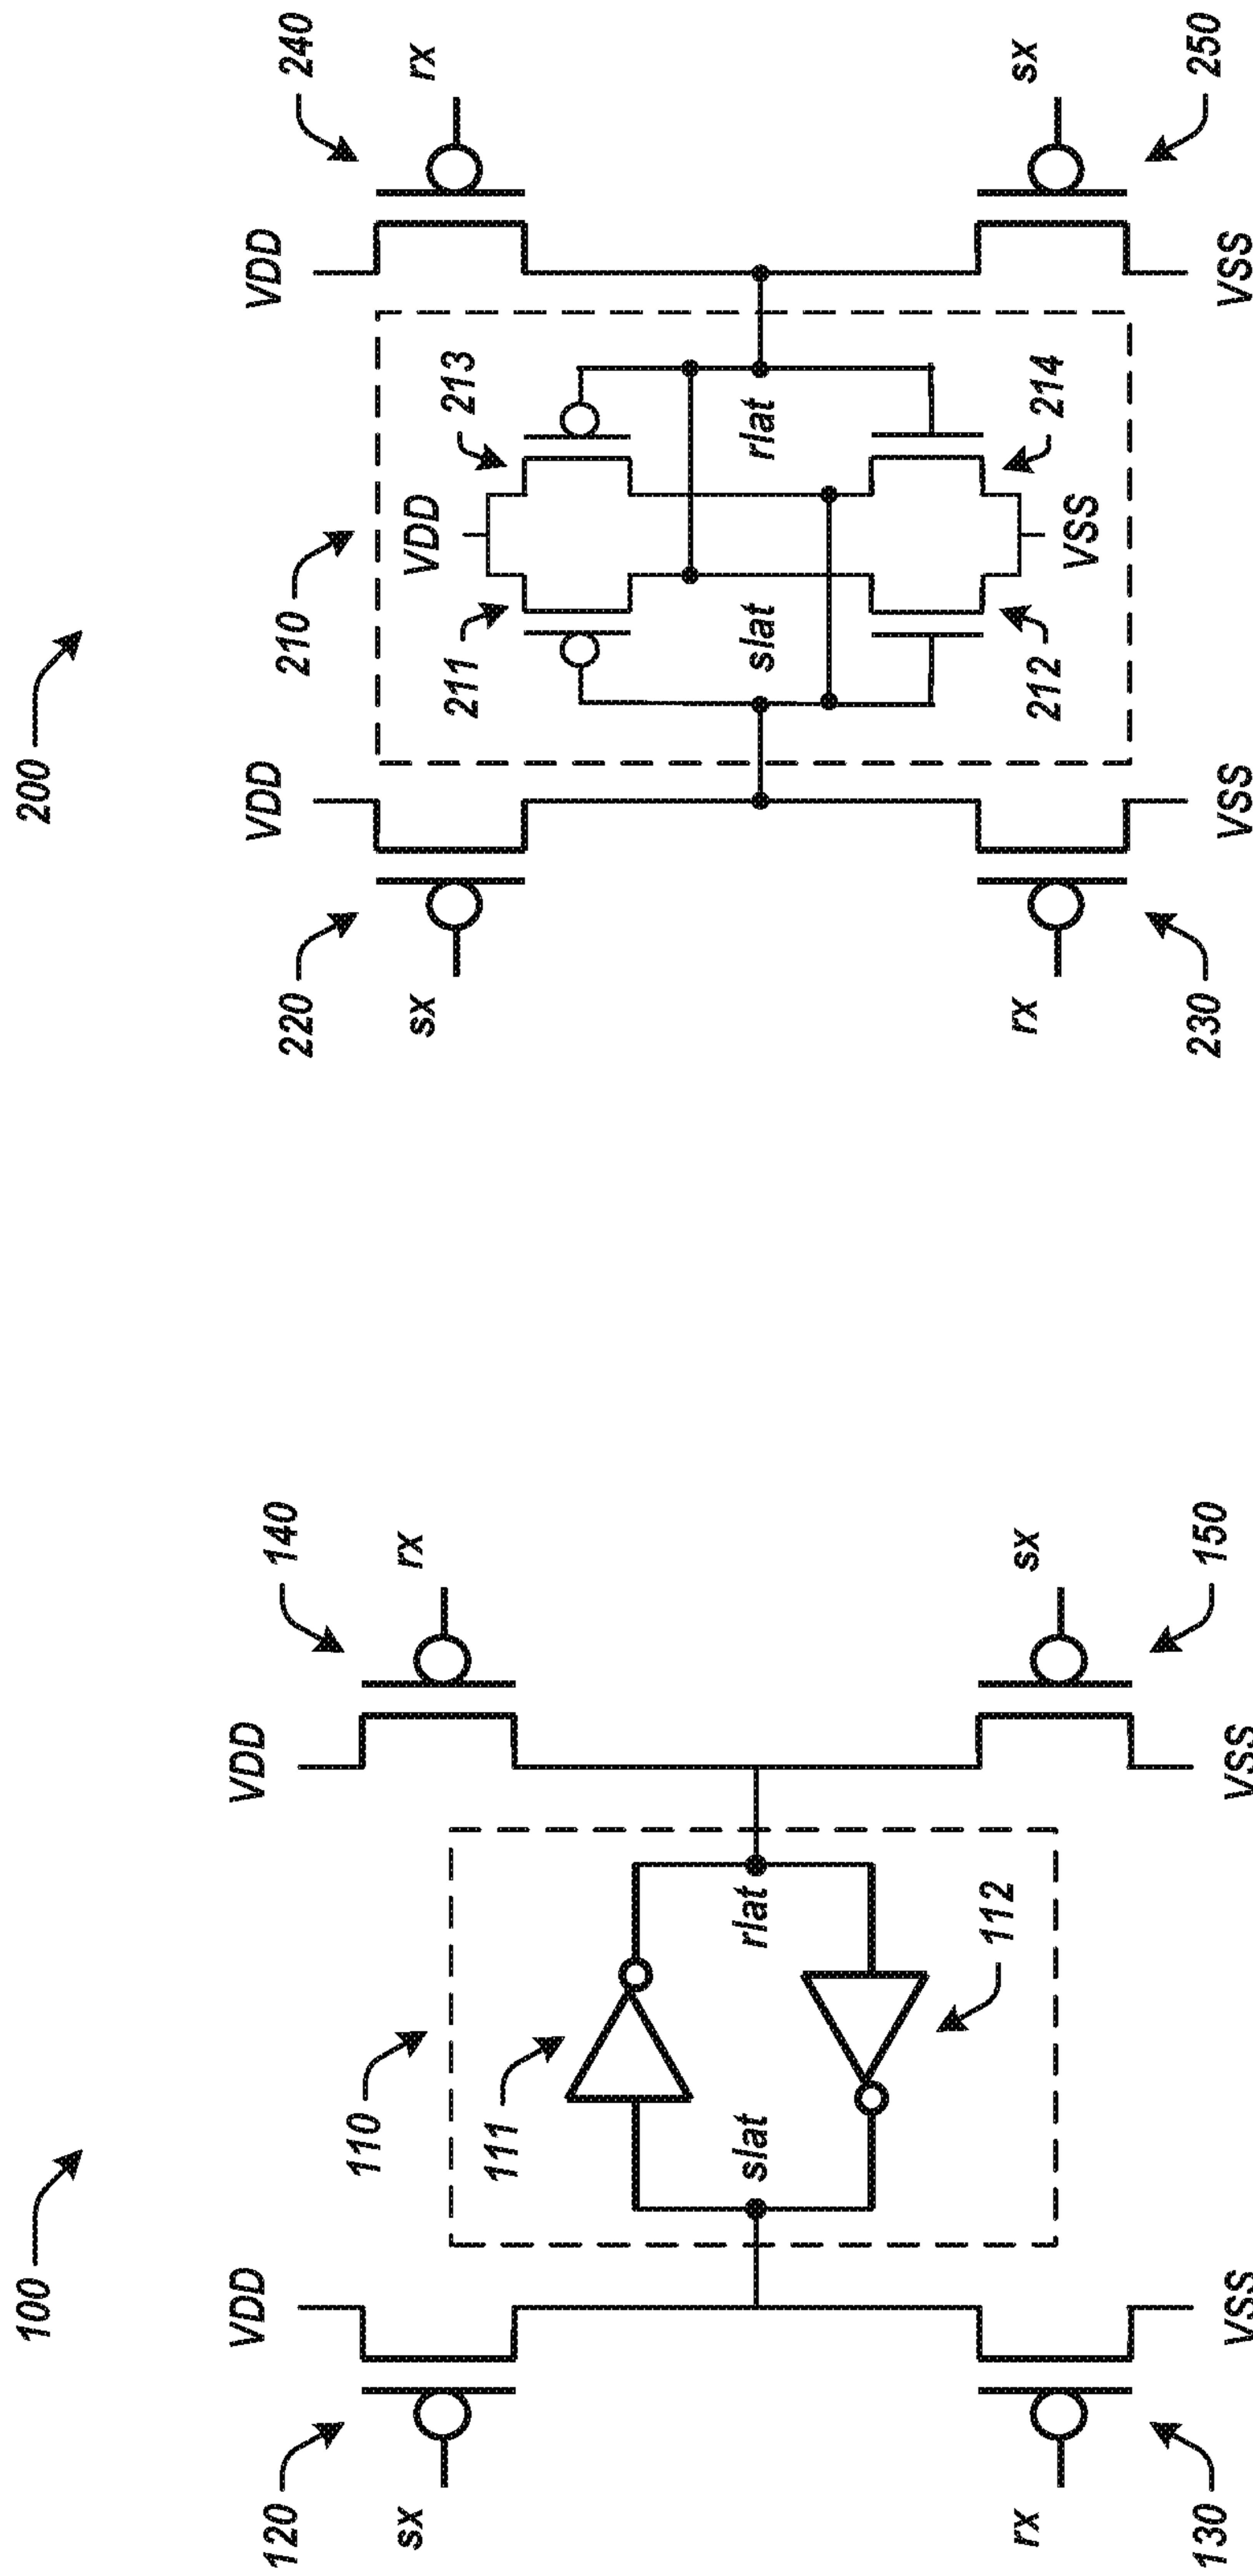 100
120
VDD
110
VDD
140
sx
111
rx
slat
rlat
112
rx
sx
130
VSS
VSS
150
200
220
VDD
210
VDD
240
sx
VDD
rx
211
213
slat
rlat
212
VSS
214
rx
sx
230
VSS
VSS
250